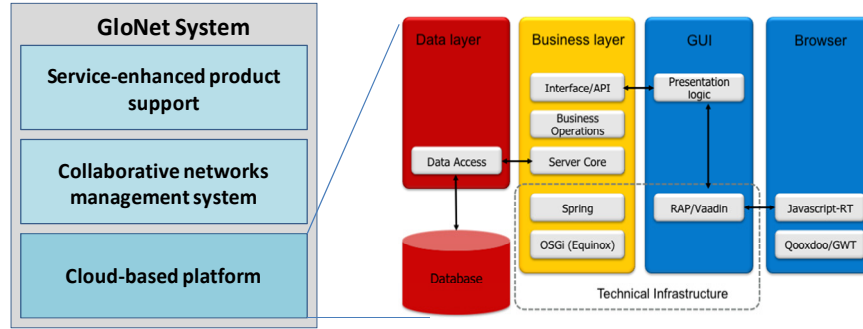 GloNet System
Service-enhanced product
support
Collaborative networks
management system
Cloud-based platform
Data layer
Data Access
Database
Business layer
Interface/API
Business
Operations
Server Core
Spring
OSGi (Equinox)
GUI
Presentation
logic
RAP/Vaadin
Browser
Javascript-RT
Qooxdoo/GWT
Technical Infrastructure